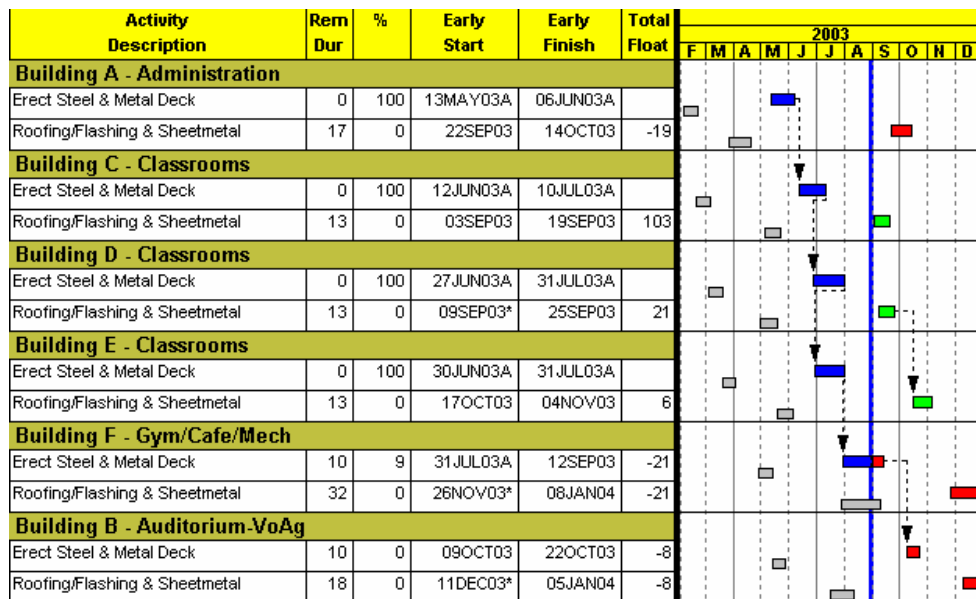 Activity Description Rem Dur % Early Start Early Finish Total Float
2003
F M A M J J A S O N D
Building A - Administration
Erect Steel & Metal Deck 0 100 13MAY03A 06JUN03A
Roofing/Flashing & Sheetmetal 17 0 22SEP03 14OCT03 -19
Building C - Classrooms
Erect Steel & Metal Deck 0 100 12JUN03A 10JUL03A
Roofing/Flashing & Sheetmetal 13 0 03SEP03 19SEP03 103
Building D - Classrooms
Erect Steel & Metal Deck 0 100 27JUN03A 31JUL03A
Roofing/Flashing & Sheetmetal 13 0 09SEP03* 25SEP03 21
Building E - Classrooms
Erect Steel & Metal Deck 0 100 30JUN03A 31JUL03A
Roofing/Flashing & Sheetmetal 13 0 17OCT03 04NOV03 6
Building F - Gym/Cafe/Mech
Erect Steel & Metal Deck 10 9 31JUL03A 12SEP03 -21
Roofing/Flashing & Sheetmetal 32 0 26NOV03* 08JAN04 -21
Building B - Auditorium-VoAg
Erect Steel & Metal Deck 10 0 09OCT03 22OCT03 -8
Roofing/Flashing & Sheetmetal 18 0 11DEC03* 05JAN04 -8